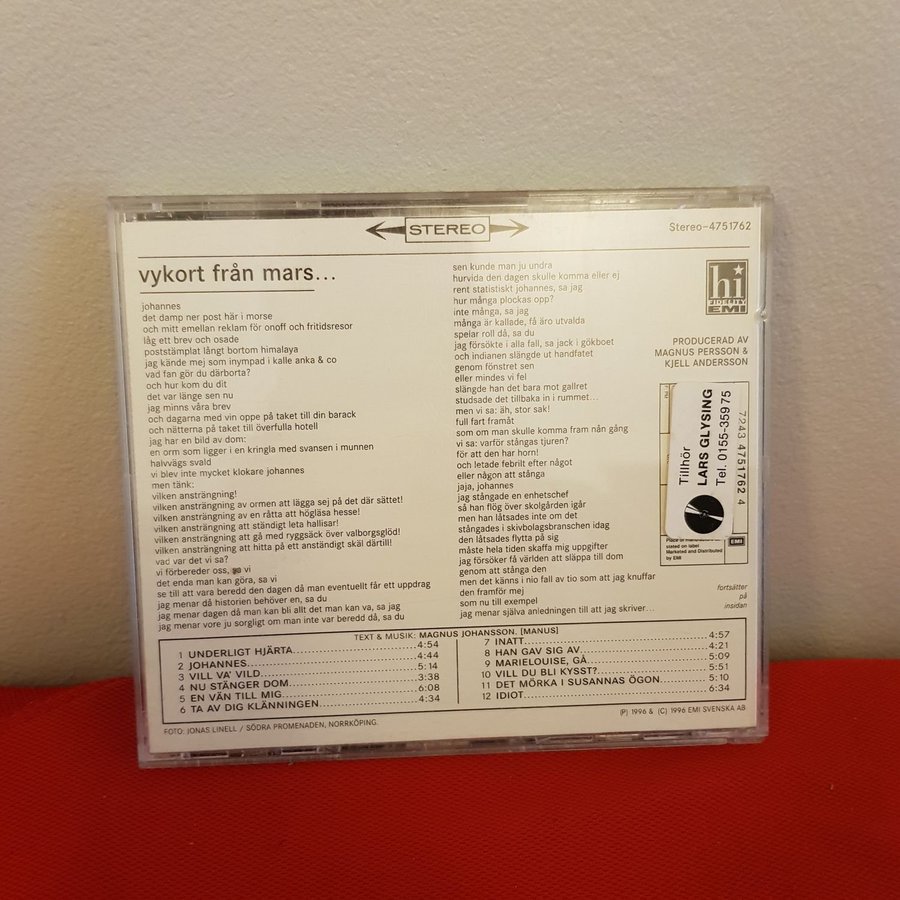 STEREO
Stereo–4751762
vykort från mars...
johannes
det damp ner post här i morse
och mitt emellan reklam för onoff och fritidsresor
låg ett brev och osade
poststämplat långt bortom himalaya
jag kände mej som inympad i kalle anka & co
vad fan gör du därborta?
och hur kom du dit
det var länge sen nu
jag minns våra brev
och dagarna med vin oppe på taket till din barack
och nätterna på taket till överfulla hotell
jag har en bild av dom:
en orm som ligger i en kringla med svansen i munnen
halvvägs svald
vi blev inte mycket klokare johannes
men tänk:
vilken ansträngning!
vilken ansträngning av ormen att lägga sej på det där sättet!
vilken ansträngning av en råtta att högläsa hesse!
vilken ansträngning att ständigt leta hallisar!
vilken ansträngning att gå med ryggsäck över valborgsglöd!
vilken ansträngning att hitta på ett anständigt skäl därtill!
vad var det vi sa?
vi förbereder oss, sa vi
det enda man kan göra, sa vi
se till att vara beredd den dagen då man eventuellt får ett uppdrag
jag menar då historien behöver en, sa du
jag menar dagen då man kan bli allt det man kan va, sa jag
jag menar vore ju sorgligt om man inte var beredd då, sa du
sen kunde man ju undra
hurvida den dagen skulle komma eller ej
rent statistiskt johannes, sa jag
hur många plockas opp?
inte många, sa jag
många är kallade, få äro utvalda
spelar roll då, sa du
jag försökte i alla fall, sa jack i gökboet
och indianen slängde ut handfatet
genom fönstret sen
eller mindes vi fel
slängde han det bara mot gallret
studsade det tillbaka in i rummet...
men vi sa: äh, stor sak!
full fart framåt
som om man skulle komma fram nån gång
vi sa: varför stångas tjuren?
för att den har horn!
och letade febrilt efter något
eller någon att stånga
jaja, johannes
jag stångade en enhetschef
så han flög över skolgården igår
men han låtsades inte om det
stångades i skivbolagsbranschen idag
den låtsades flytta på sig
måste hela tiden skaffa mig uppgifter
jag försöker få världen att släppa till dom
genom att stånga den
men det känns i nio fall av tio som att jag knuffar
den framför mej
som nu till exempel
jag menar själva anledningen till att jag skriver...
hi
FIDELITY
EMI
PRODUCERAD AV
MAGNUS PERSSON &
KJELL ANDERSSON
Tillhör
LARS GLYSING
Tel. 0155-359 75
7243 4751762 4
stated on label
Marketed and Distributed
by EMI
EMI
fortsätter
på
insidan
TEXT & MUSIK: MAGNUS JOHANSSON. [MANUS]
1 UNDERLIGT HJÄRTA...4:54
2 JOHANNES...4:44
3 VILL VA' VILD...5:14
4 NU STÄNGER DOM...3:38
5 EN VÄN TILL MIG...6:08
6 TA AV DIG KLÄNNINGEN...4:34
7 INATT...4:57
8 HAN GAV SIG AV...4:21
9 MARIELOUISE, GÅ...5:09
10 VILL DU BLI KYSST?...5:51
11 DET MÖRKA I SUSANNAS ÖGON...5:10
12 IDIOT...6:34
FOTO: JONAS LINELL / SÖDRA PROMENADEN, NORRKÖPING.
(P) 1996 & (C) 1996 EMI SVENSKA AB